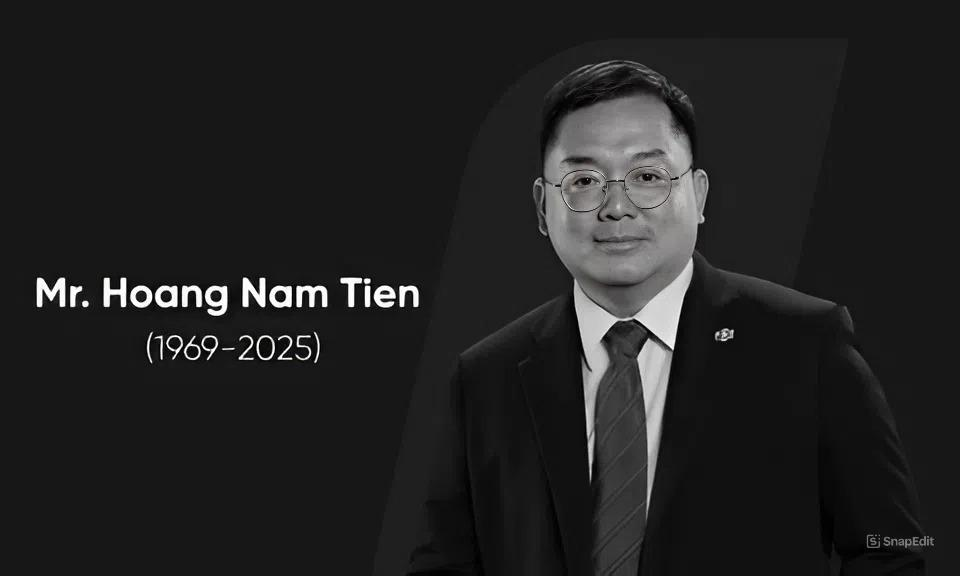 Mr. Hoang Nam Tien
(1969-2025)
SnapEdit